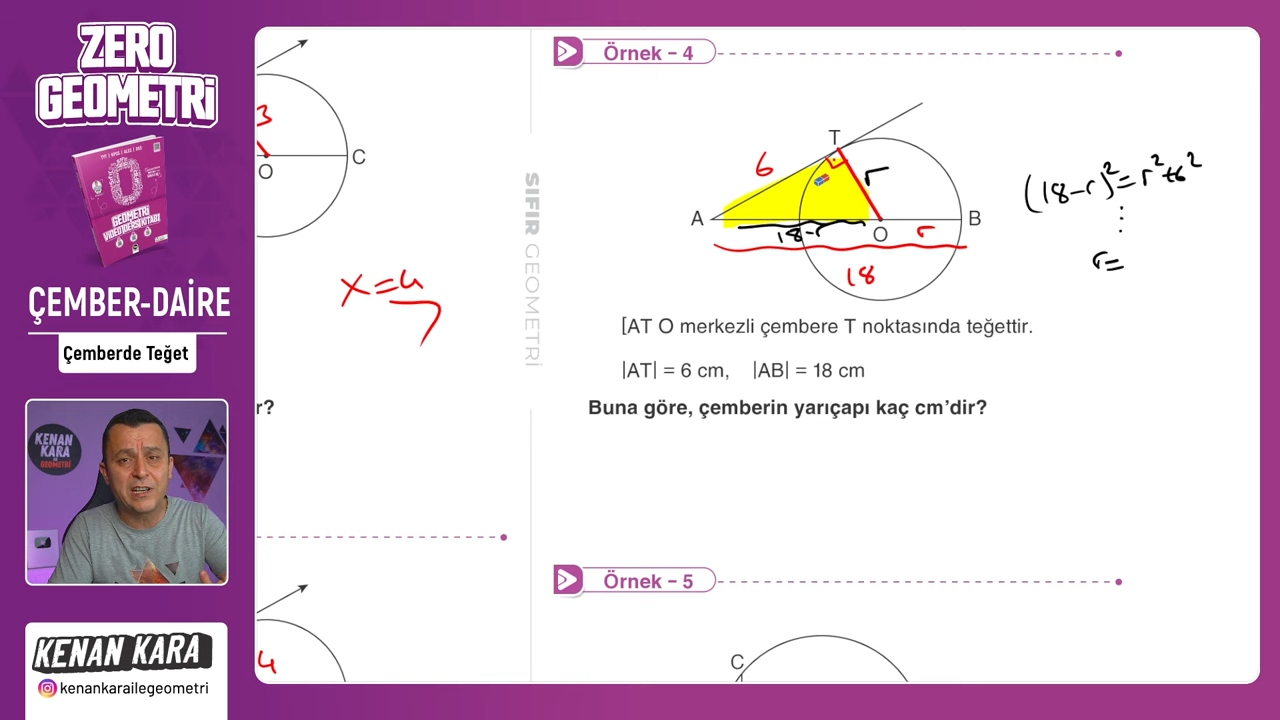 ZERO
GEOMETRİ
GEOMETRİ
VİDEO DERS KİTABI
ÇEMBER-DAİRE
Çemberde Teğet
KENAN
KARA
GEOMETRİ
KENAN KARA
kenankarailegeometri
3
O
C
x=4
r?
4
SIFIR GEOMETRİ
Örnek - 4
T
6
r
A
18-r
O
r
B
18
(18-r)²=r²+6²
r=
[AT O merkezli çembere T noktasında teğettir.
|AT| = 6 cm, |AB| = 18 cm
Buna göre, çemberin yarıçapı kaç cm’dir?
Örnek - 5
C